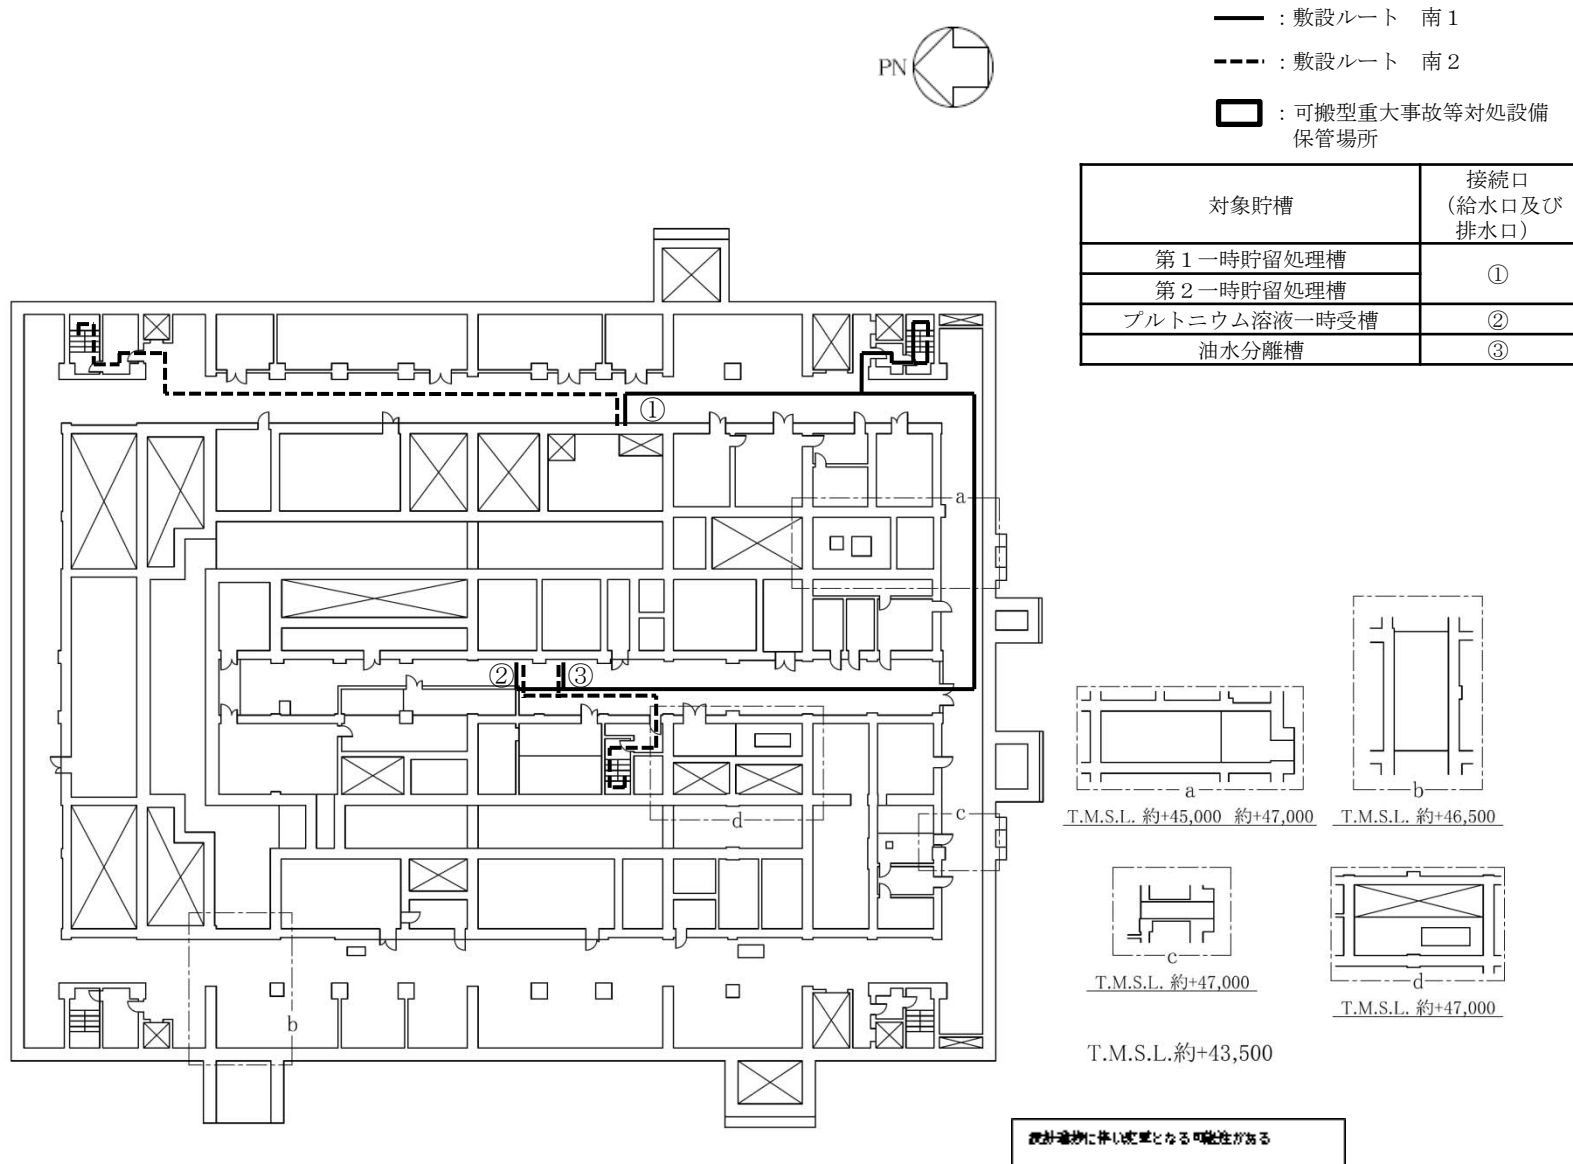 ：敷設ルート　南１
：敷設ルート　南２
：可搬型重大事故等対処設備
保管場所
PN
対象貯槽
接続口
（給水口及び
排水口）
第１一時貯留処理槽
第２一時貯留処理槽
①
プルトニウム溶液一時受槽
②
油水分離槽
③
①
a
②
③
d
c
b
a
T.M.S.L. 約+45,000 約+47,000
b
T.M.S.L. 約+46,500
c
T.M.S.L. 約+47,000
d
T.M.S.L. 約+47,000
T.M.S.L.約+43,500
設計進捗に伴い変更となる可能性がある